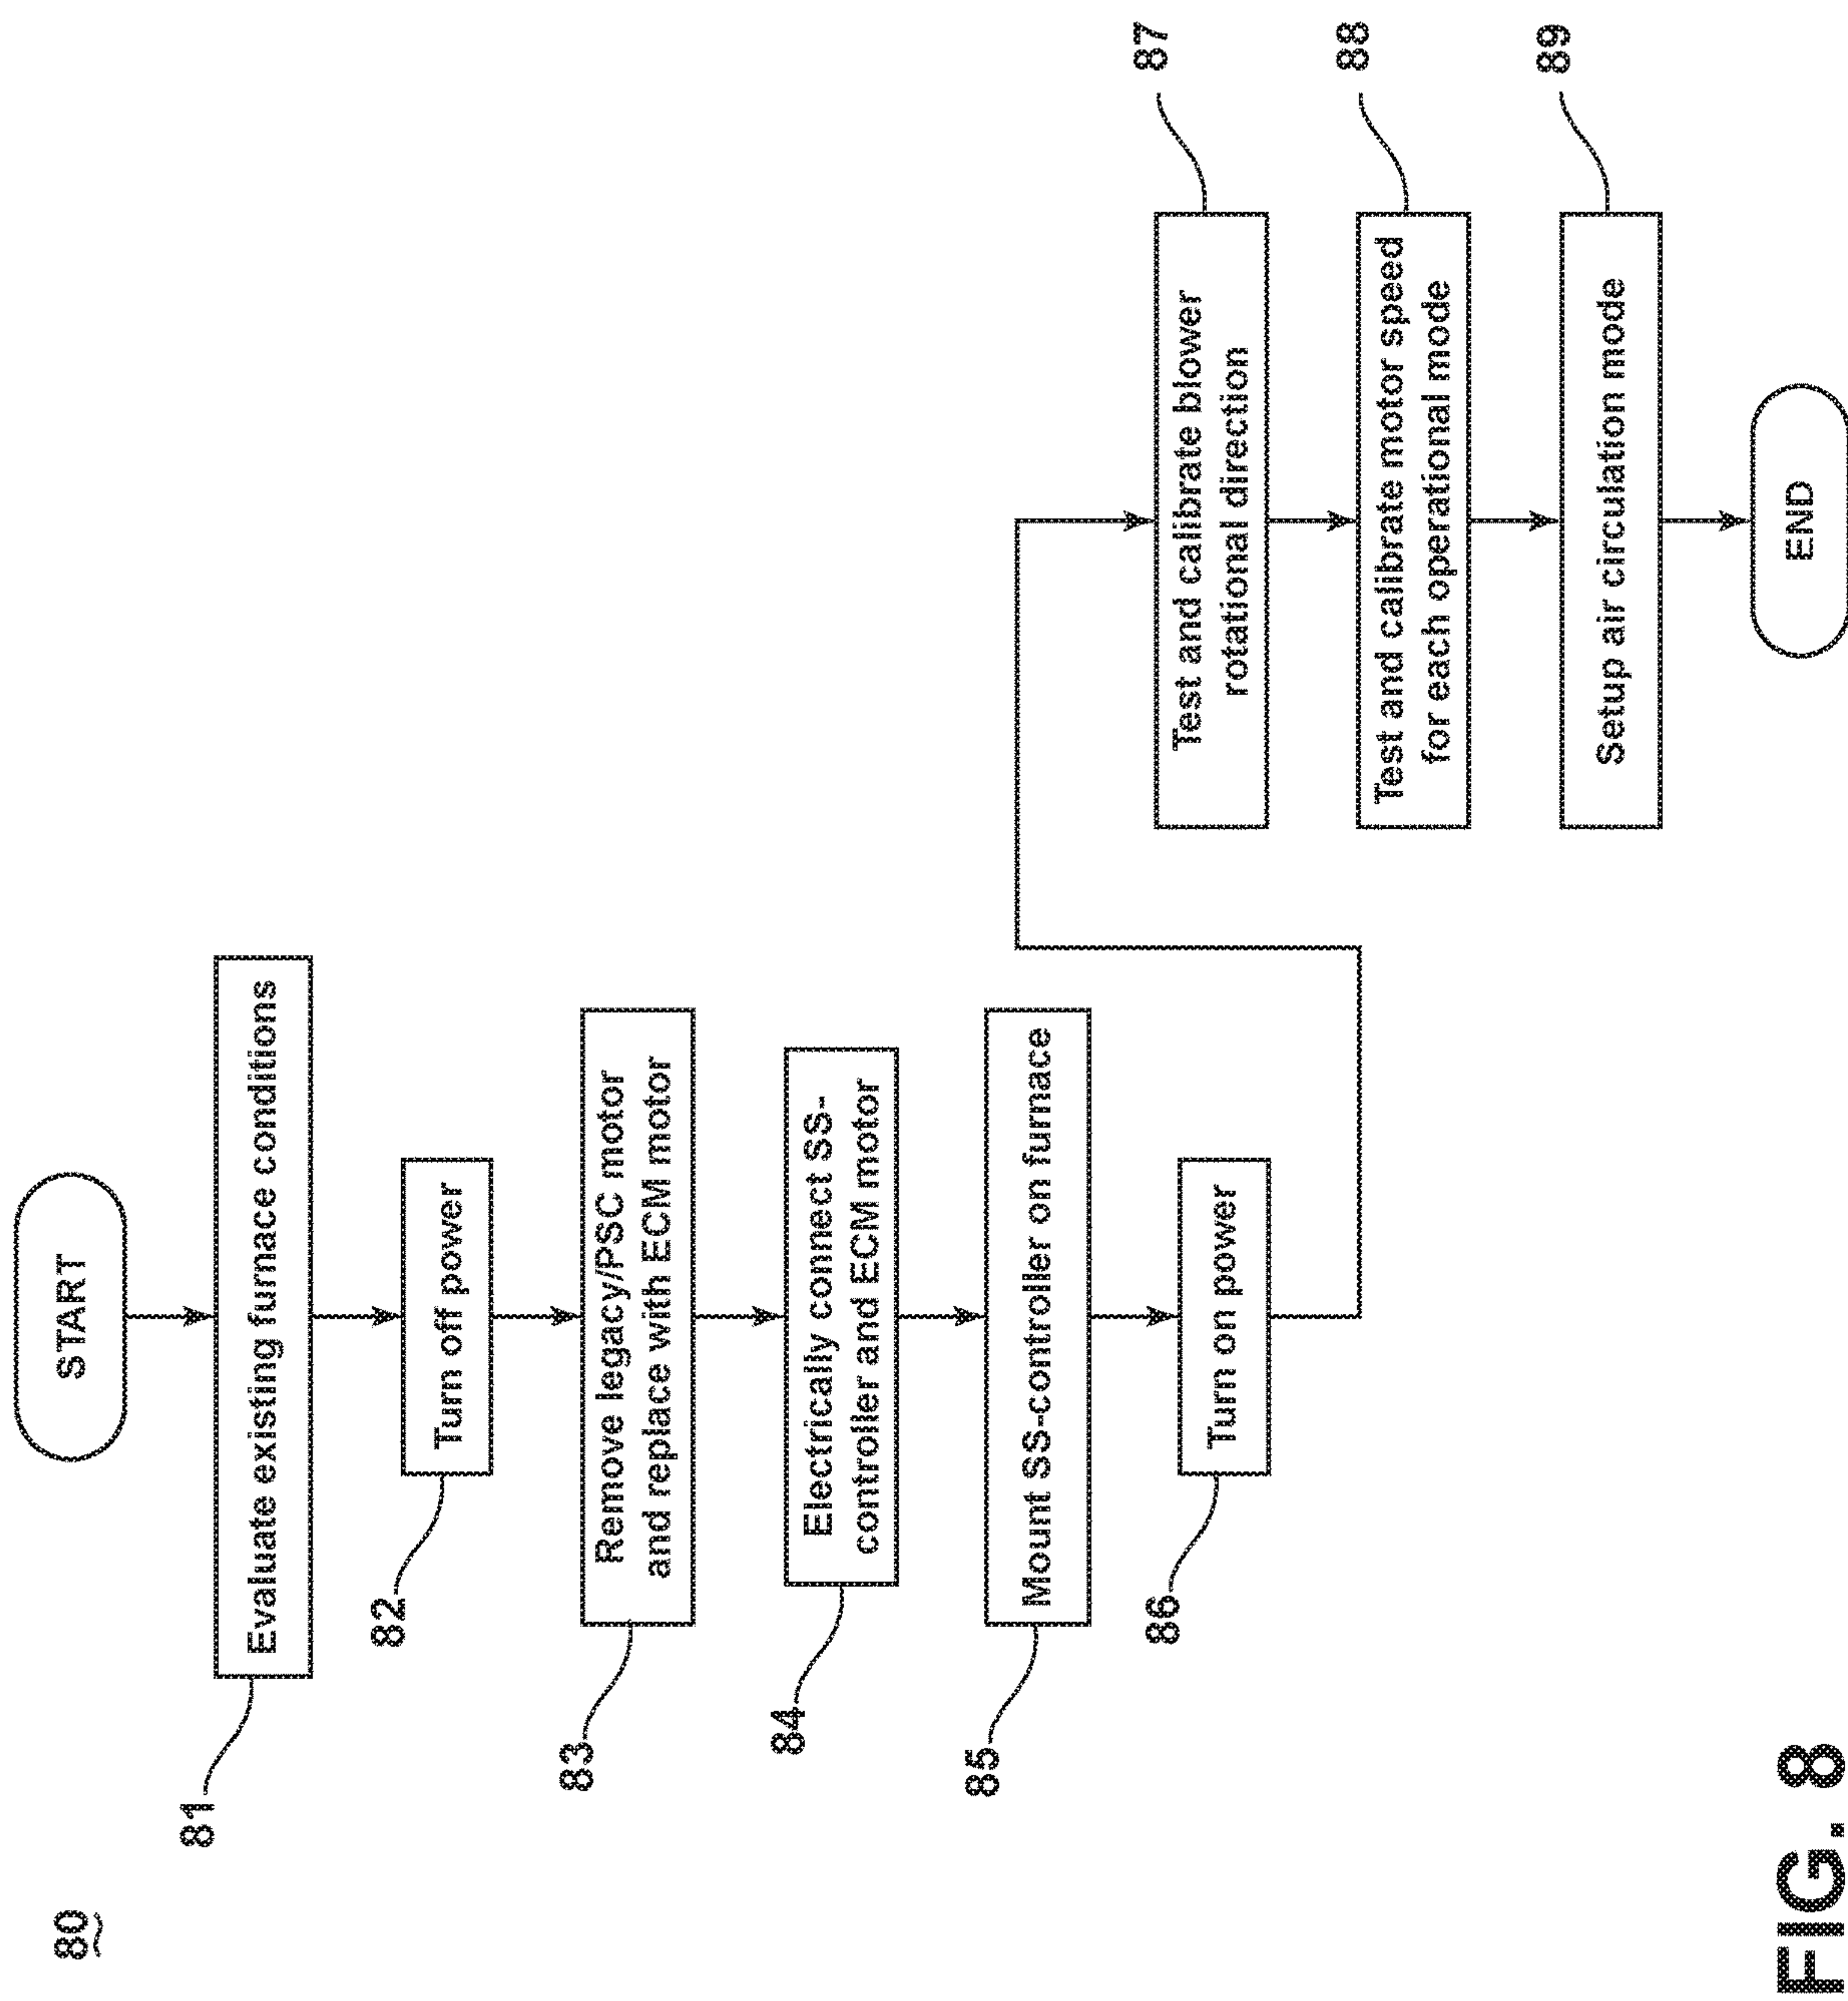 80
START
81
Evaluate existing furnace conditions
82
Turn off power
83
Remove legacy/PSC motor
and replace with ECM motor
84
Electrically connect SS-
controller and ECM motor
85
Mount SS-controller on furnace
86
Turn on power
87
Test and calibrate blower
rotational direction
88
Test and calibrate motor speed
for each operational mode
89
Setup air circulation mode
END
FIG. 8